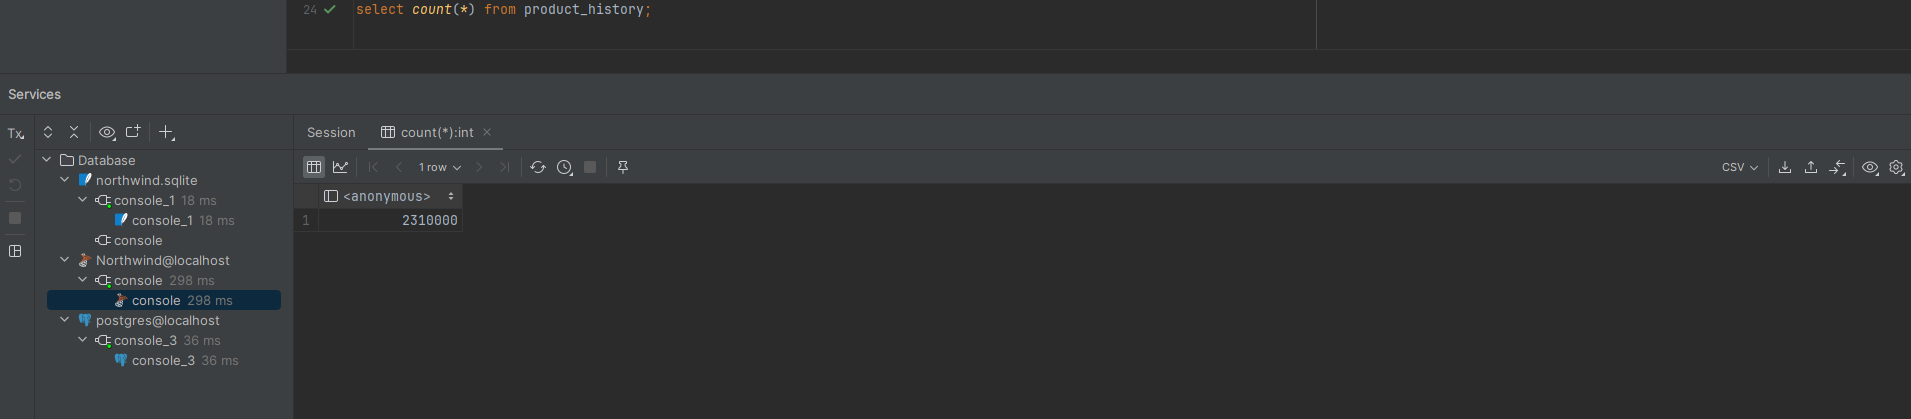 24 select count(*) from product_history;
Services
Tx
Session
count(*):int
1 row
CSV
Database
northwind.sqlite
console_1 18 ms
console_1 18 ms
console
Northwind@localhost
console 298 ms
console 298 ms
postgres@localhost
console_3 36 ms
console_3 36 ms
<anonymous>
1 2310000